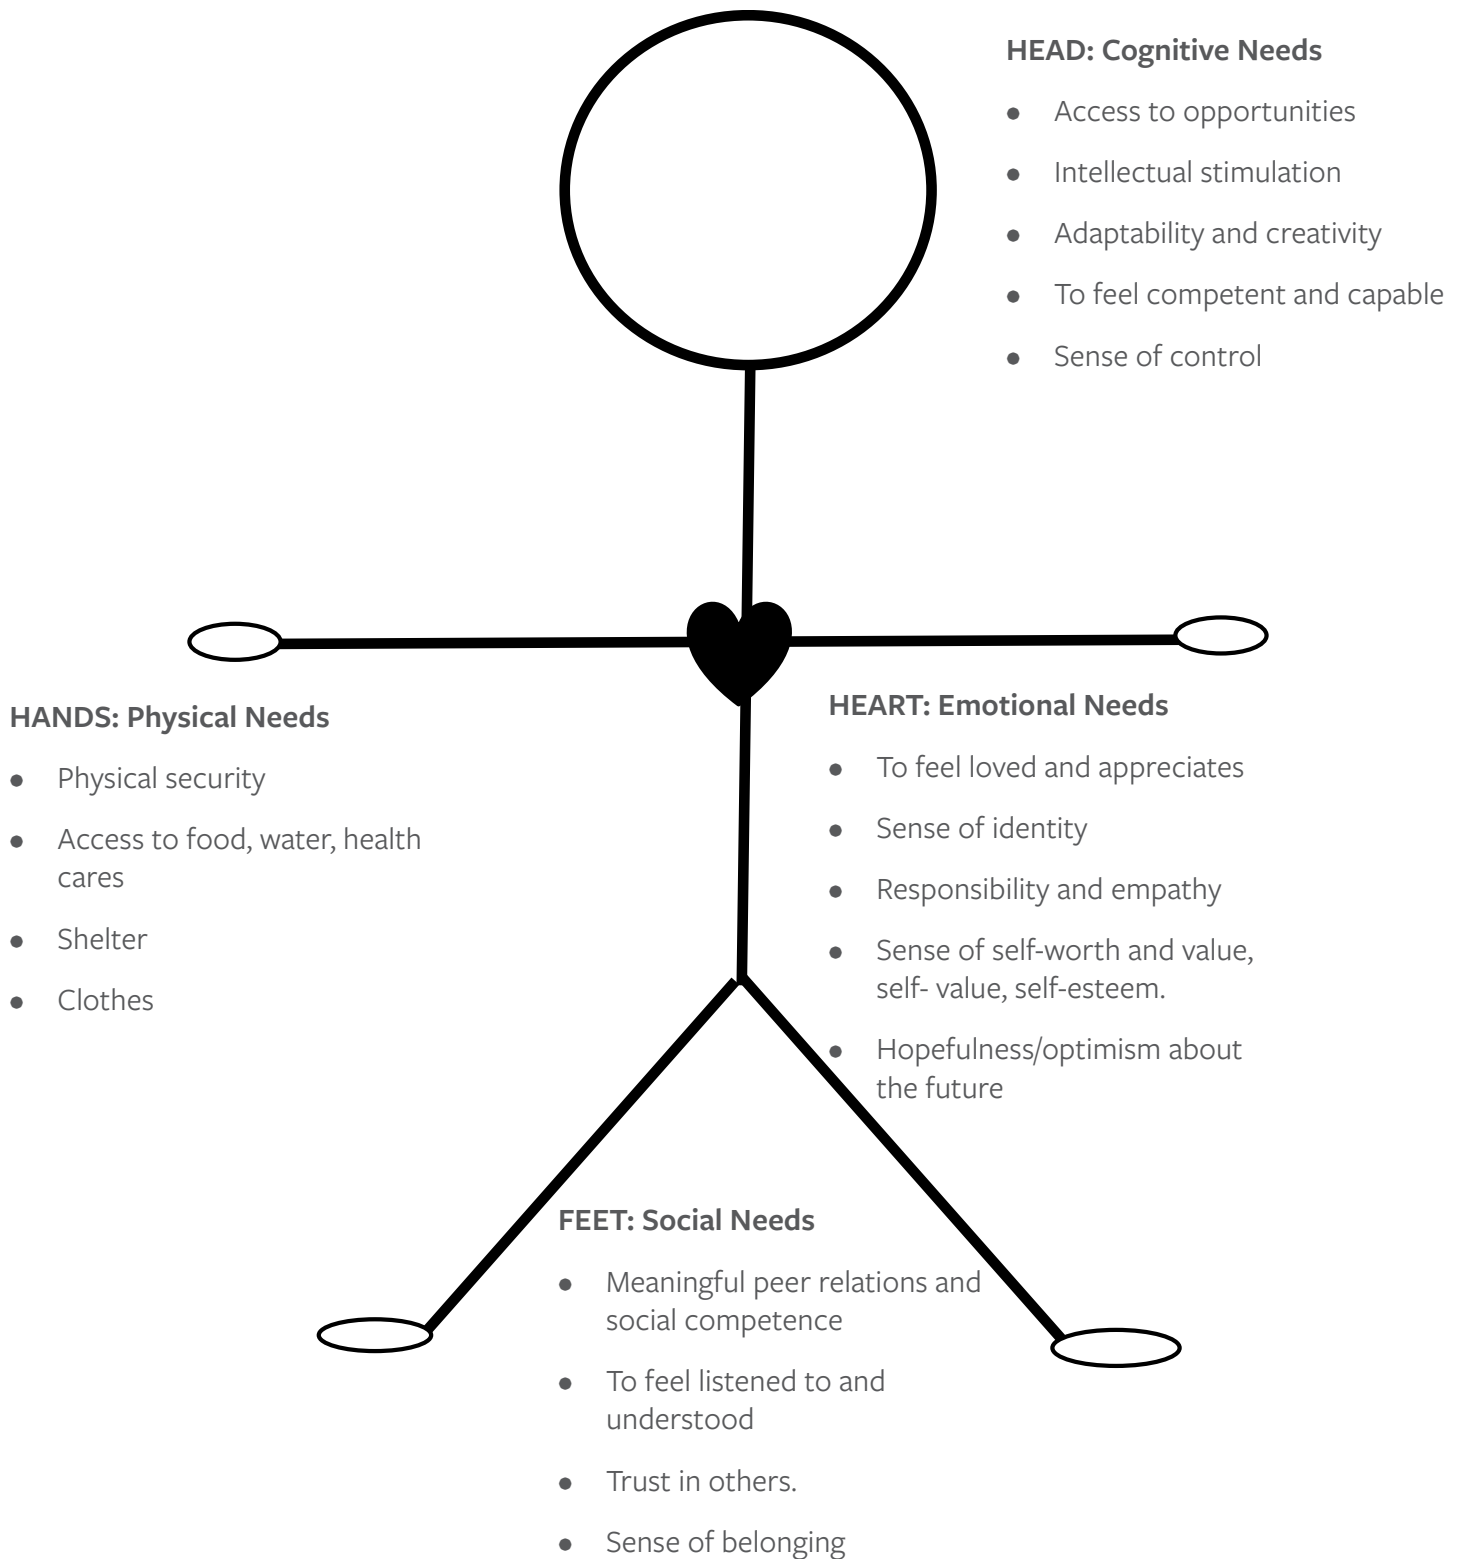 HEAD: Cognitive Needs
● Access to opportunities
● Intellectual stimulation
● Adaptability and creativity
● To feel competent and capable
● Sense of control
HANDS: Physical Needs
● Physical security
● Access to food, water, health
cares
● Shelter
● Clothes
HEART: Emotional Needs
● To feel loved and appreciates
● Sense of identity
● Responsibility and empathy
● Sense of self-worth and value,
self- value, self-esteem.
● Hopefulness/optimism about
the future
FEET: Social Needs
● Meaningful peer relations and
social competence
● To feel listened to and
understood
● Trust in others.
● Sense of belonging